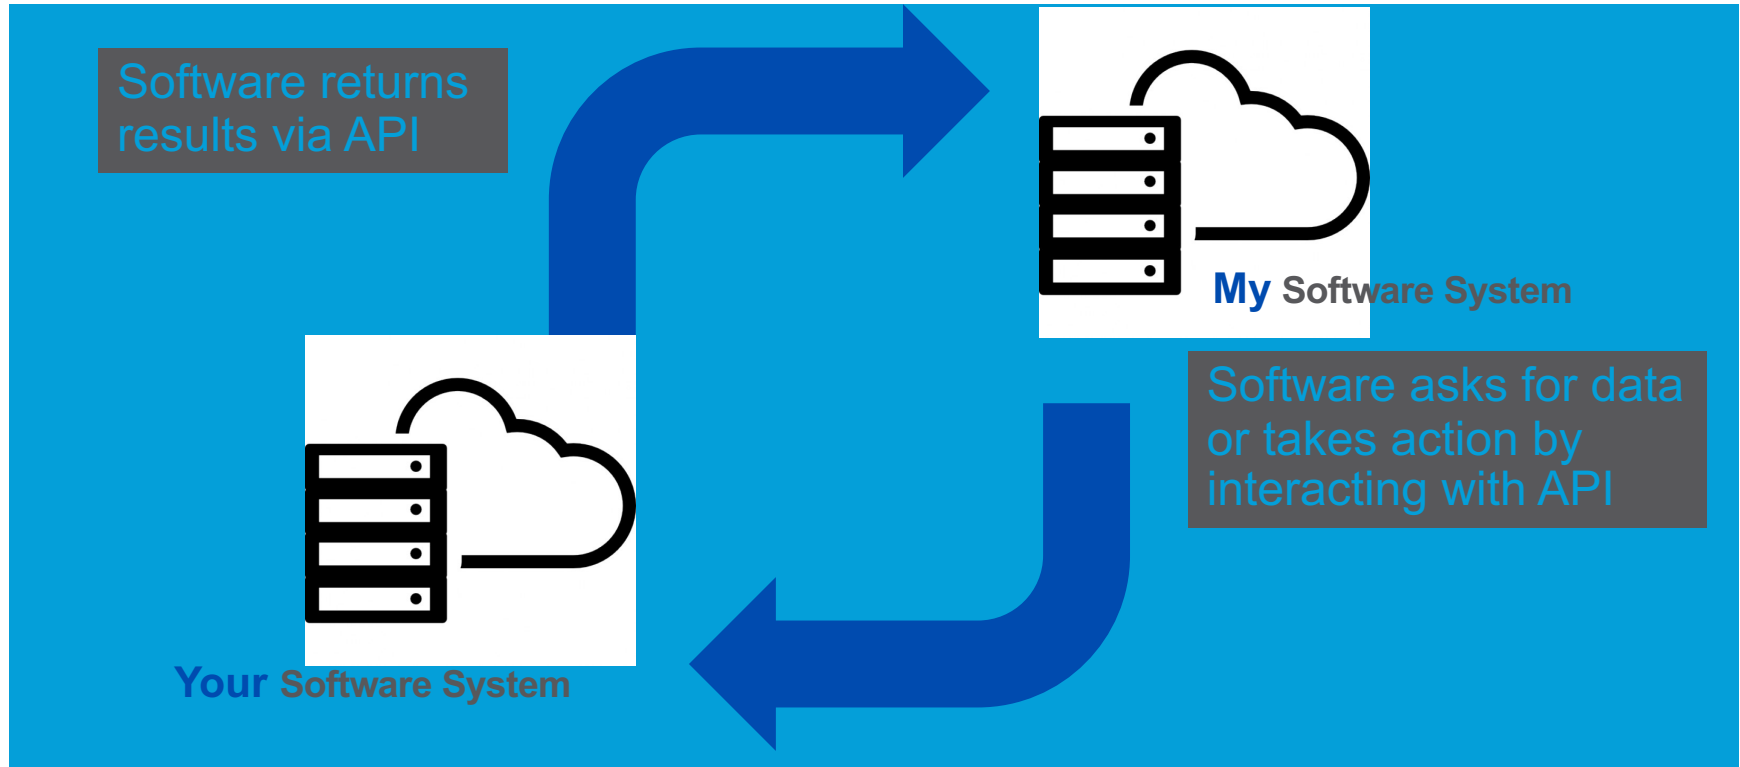 Software returns
results via API
My Software System
Software asks for data
or takes action by
interacting with API
Your Software System